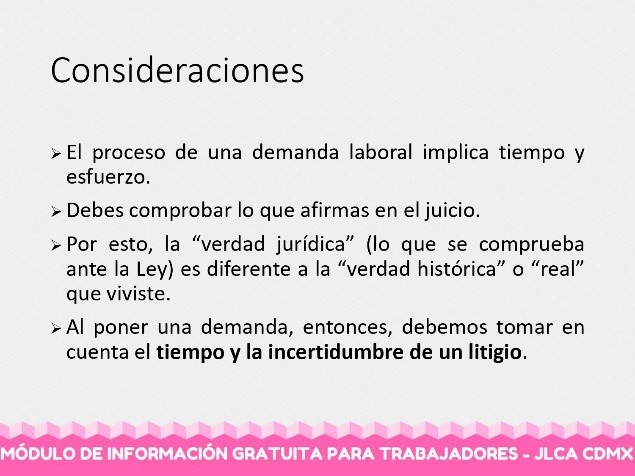 Consideraciones
➢ El proceso de una demanda laboral implica tiempo y
esfuerzo.
➢ Debes comprobar lo que afirmas en el juicio.
➢ Por esto, la “verdad jurídica” (lo que se comprueba
ante la Ley) es diferente a la “verdad histórica” o “real”
que viviste.
➢ Al poner una demanda, entonces, debemos tomar en
cuenta el tiempo y la incertidumbre de un litigio.
MÓDULO DE INFORMACIÓN GRATUITA PARA TRABAJADORES - JLCA CDMX